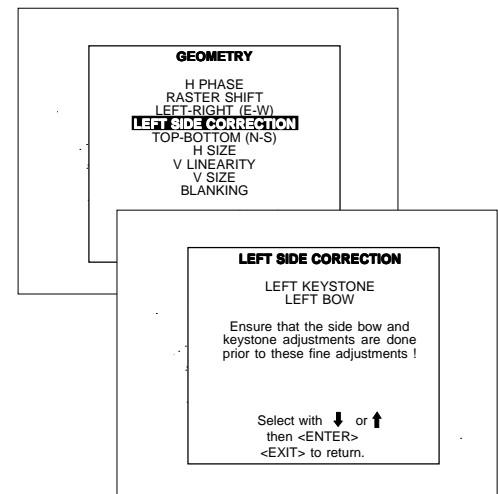 GEOMETRY
H PHASE
RASTER SHIFT
LEFT-RIGHT (E-W)
LEFT SIDE CORRECTION
TOP-BOTTOM (N-S)
H SIZE
V LINEARITY
V SIZE
BLANKING
LEFT SIDE CORRECTION
LEFT KEYSTONE
LEFT BOW
Ensure that the side bow and
keystone adjustments are done
prior to these fine adjustments !
Select with ⬇ or ⬆
then <ENTER>
<EXIT> to return.